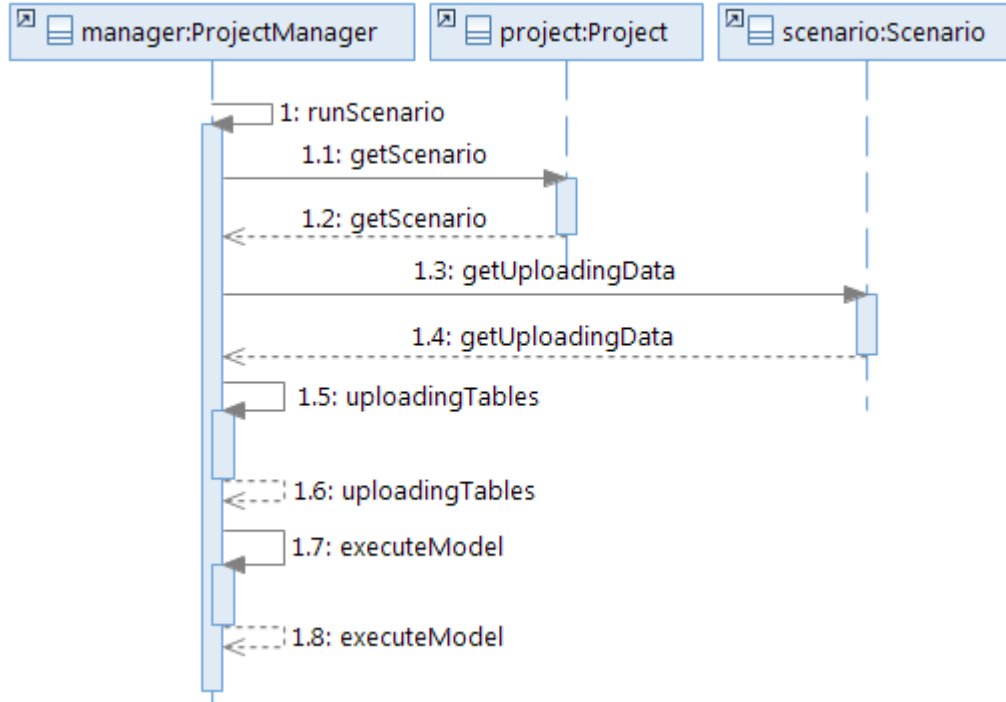 manager:ProjectManager
project:Project
scenario:Scenario
1: runScenario
1.1: getScenario
1.2: getScenario
1.3: getUploadingData
1.4: getUploadingData
1.5: uploadingTables
1.6: uploadingTables
1.7: executeModel
1.8: executeModel